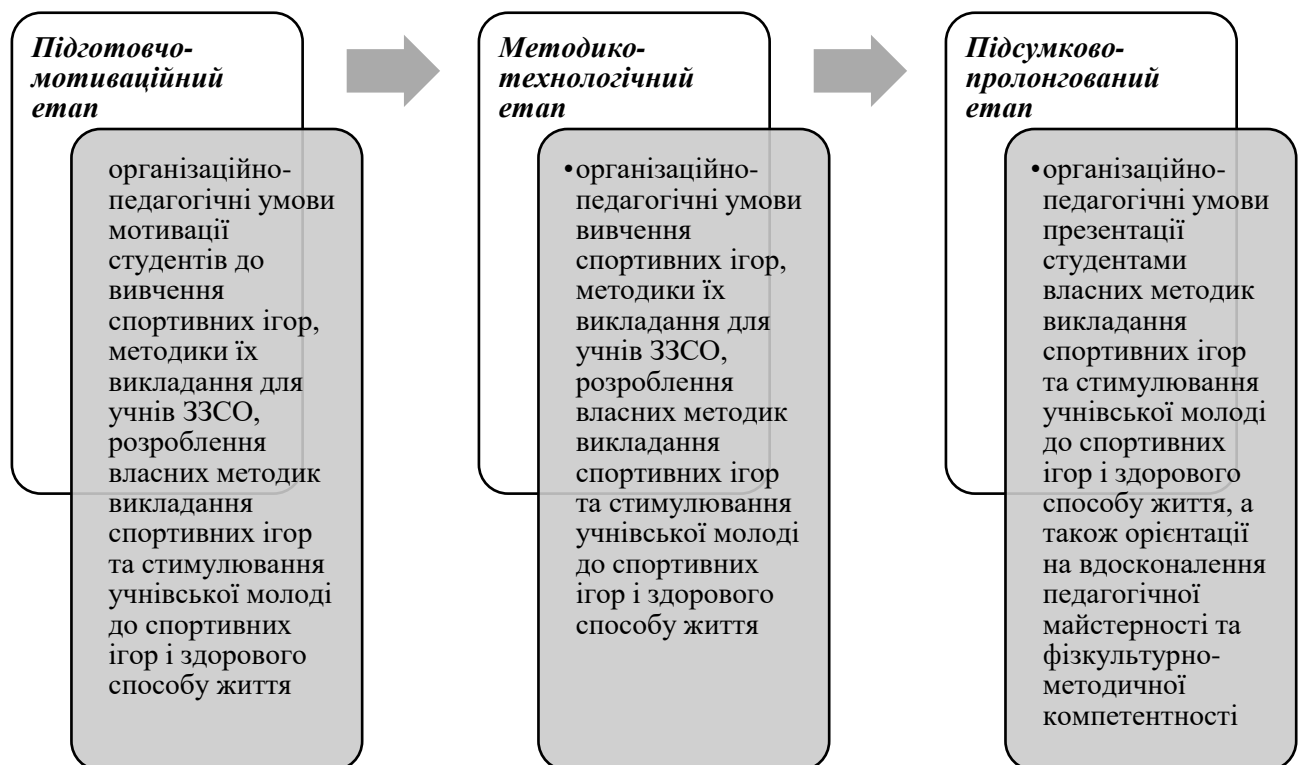 Підготовчо-
мотиваційний
етап
організаційно-
педагогічні умови
мотивації
студентів до
вивчення
спортивних ігор,
методики їх
викладання для
учнів ЗЗСО,
розроблення
власних методик
викладання
спортивних ігор
та стимулювання
учнівської молоді
до спортивних
ігор і здорового
способу життя
Методико-
технологічний
етап
•організаційно-
педагогічні умови
вивчення
спортивних ігор,
методики їх
викладання для
учнів ЗЗСО,
розроблення
власних методик
викладання
спортивних ігор
та стимулювання
учнівської молоді
до спортивних
ігор і здорового
способу життя
Підсумково-
пролонгований
етап
•організаційно-
педагогічні умови
презентації
студентами
власних методик
викладання
спортивних ігор
та стимулювання
учнівської молоді
до спортивних
ігор і здорового
способу життя, а
також орієнтації
на вдосконалення
педагогічної
майстерності та
фізкультурно-
методичної
компетентності